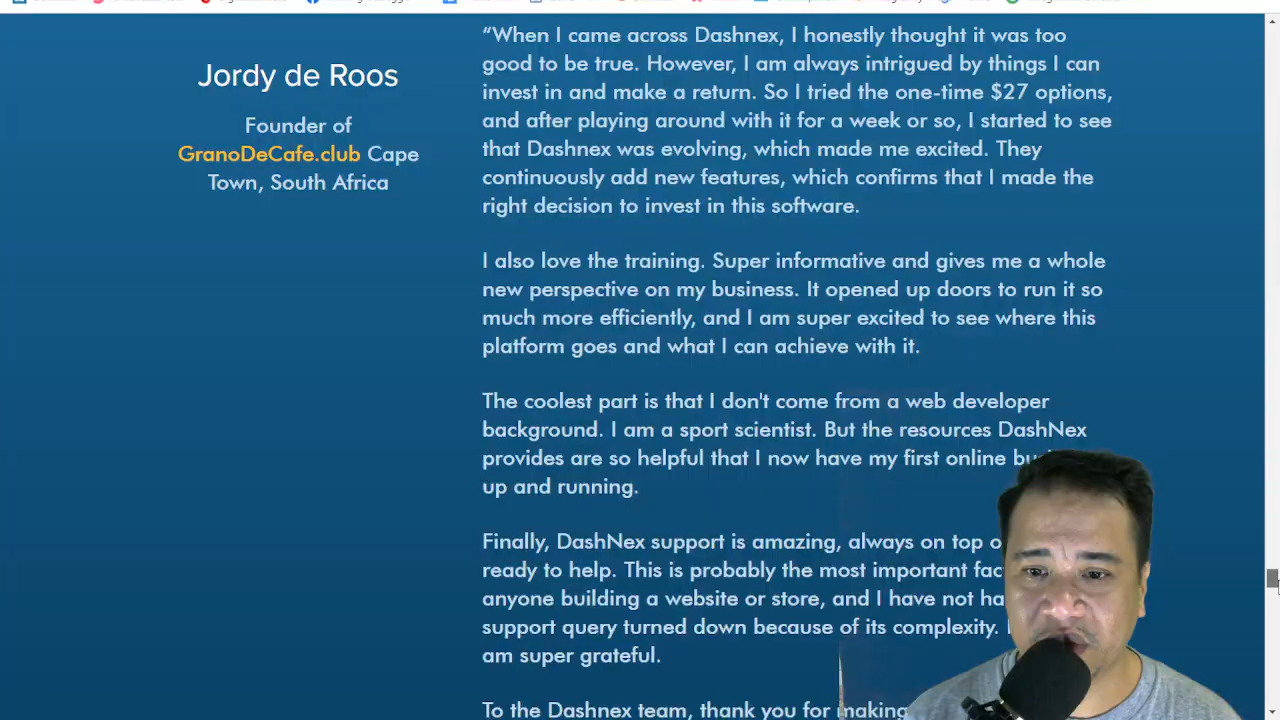 “When I came across Dashnex, I honestly thought it was too
Jordy de Roos
good to be true. However, I am always intrigued by things I can
invest in and make a return. So I tried the one-time $27 options,
Founder of
and after playing around with it for a week or so, I started to see
GranoDeCafe.club Cape
that Dashnex was evolving, which made me excited. They
Town, South Africa
continuously add new features, which confirms that I made the
right decision to invest in this software.
I also love the training. Super informative and gives me a whole
new perspective on my business. It opened up doors to run it so
much more efficiently, and I am super excited to see where this
platform goes and what I can achieve with it.
The coolest part is that I don't come from a web developer
background. I am a sport scientist. But the resources DashNex
provides are so helpful that I now have my first online
up and running.
Finally, DashNex support is amazing, always on top
ready to help. This is probably the most important
anyone building a website or store, and I have not
support query turned down because of its complexity.
am super grateful.
To the Dashnex team, thank you for making